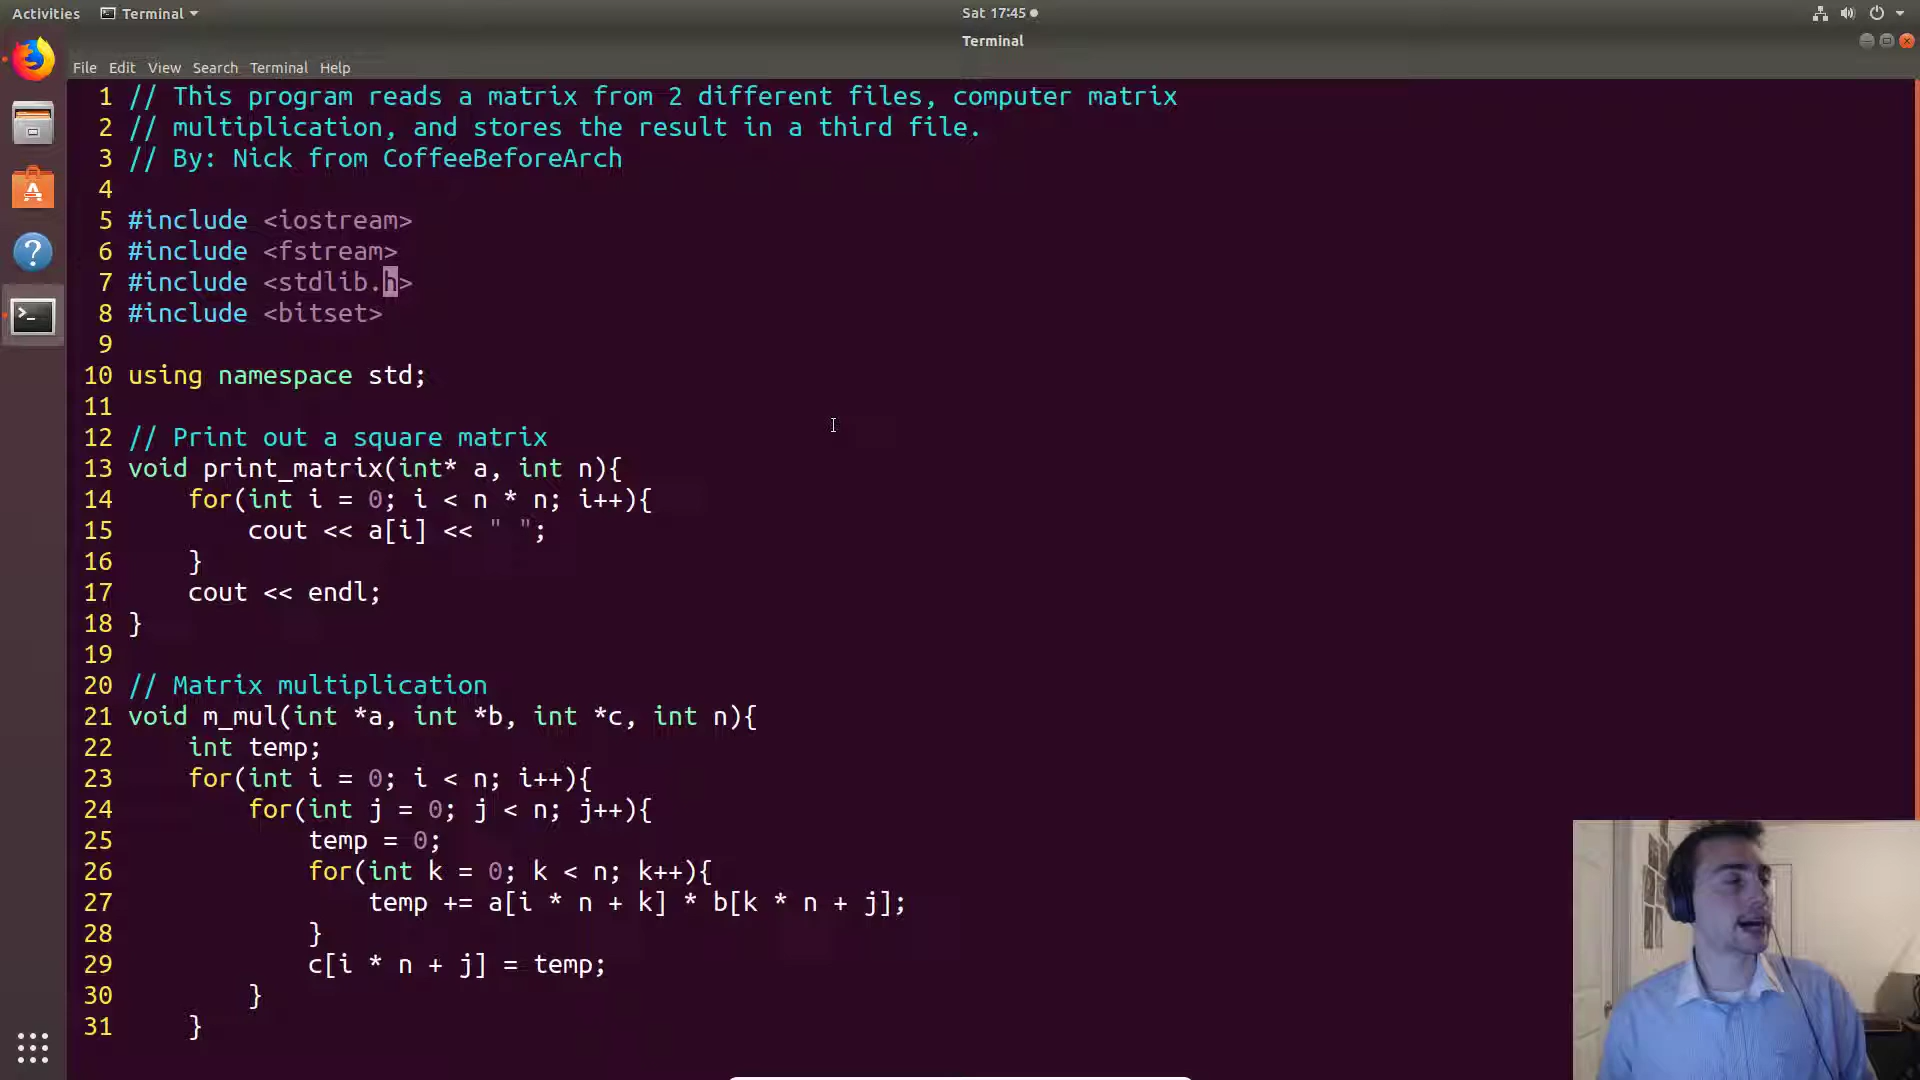 Activities Terminal Sat 17:45
Terminal
File Edit View Search Terminal Help
1 // This program reads a matrix from 2 different files, computer matrix
2 // multiplication, and stores the result in a third file.
3 // By: Nick from CoffeeBeforeArch
4
5 #include <iostream>
6 #include <fstream>
7 #include <stdlib.h>
8 #include <bitset>
9
10 using namespace std;
11
12 // Print out a square matrix
13 void print_matrix(int* a, int n){
14     for(int i = 0; i < n * n; i++){
15         cout << a[i] << " ";
16     }
17     cout << endl;
18 }
19
20 // Matrix multiplication
21 void m_mul(int *a, int *b, int *c, int n){
22     int temp;
23     for(int i = 0; i < n; i++){
24         for(int j = 0; j < n; j++){
25             temp = 0;
26             for(int k = 0; k < n; k++){
27                 temp += a[i * n + k] * b[k * n + j];
28             }
29             c[i * n + j] = temp;
30         }
31     }